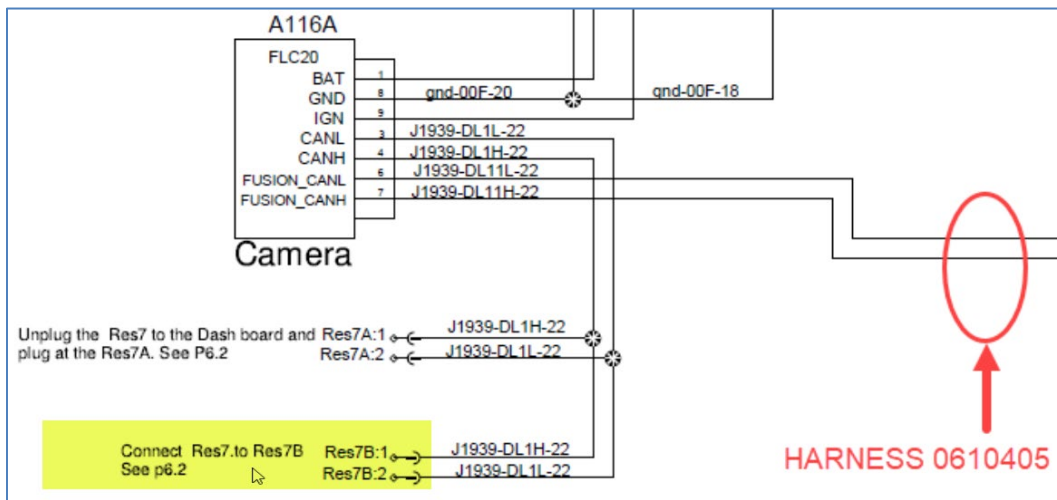 A116A
FLC20
BAT 1
GND 8 gnd-00F-20 gnd-00F-18
IGN 9
CANL 3 J1939-DL1L-22
CANH 4 J1939-DL1H-22
FUSION_CANL 6 J1939-DL11L-22
FUSION_CANH 7 J1939-DL11H-22
Camera
Unplug the Res7 to the Dash board and Res7A:1 J1939-DL1H-22
plug at the Res7A. See P6.2 Res7A:2 J1939-DL1L-22
Connect Res7.to Res7B Res7B:1 J1939-DL1H-22
See p6.2 Res7B:2 J1939-DL1L-22
HARNESS 0610405